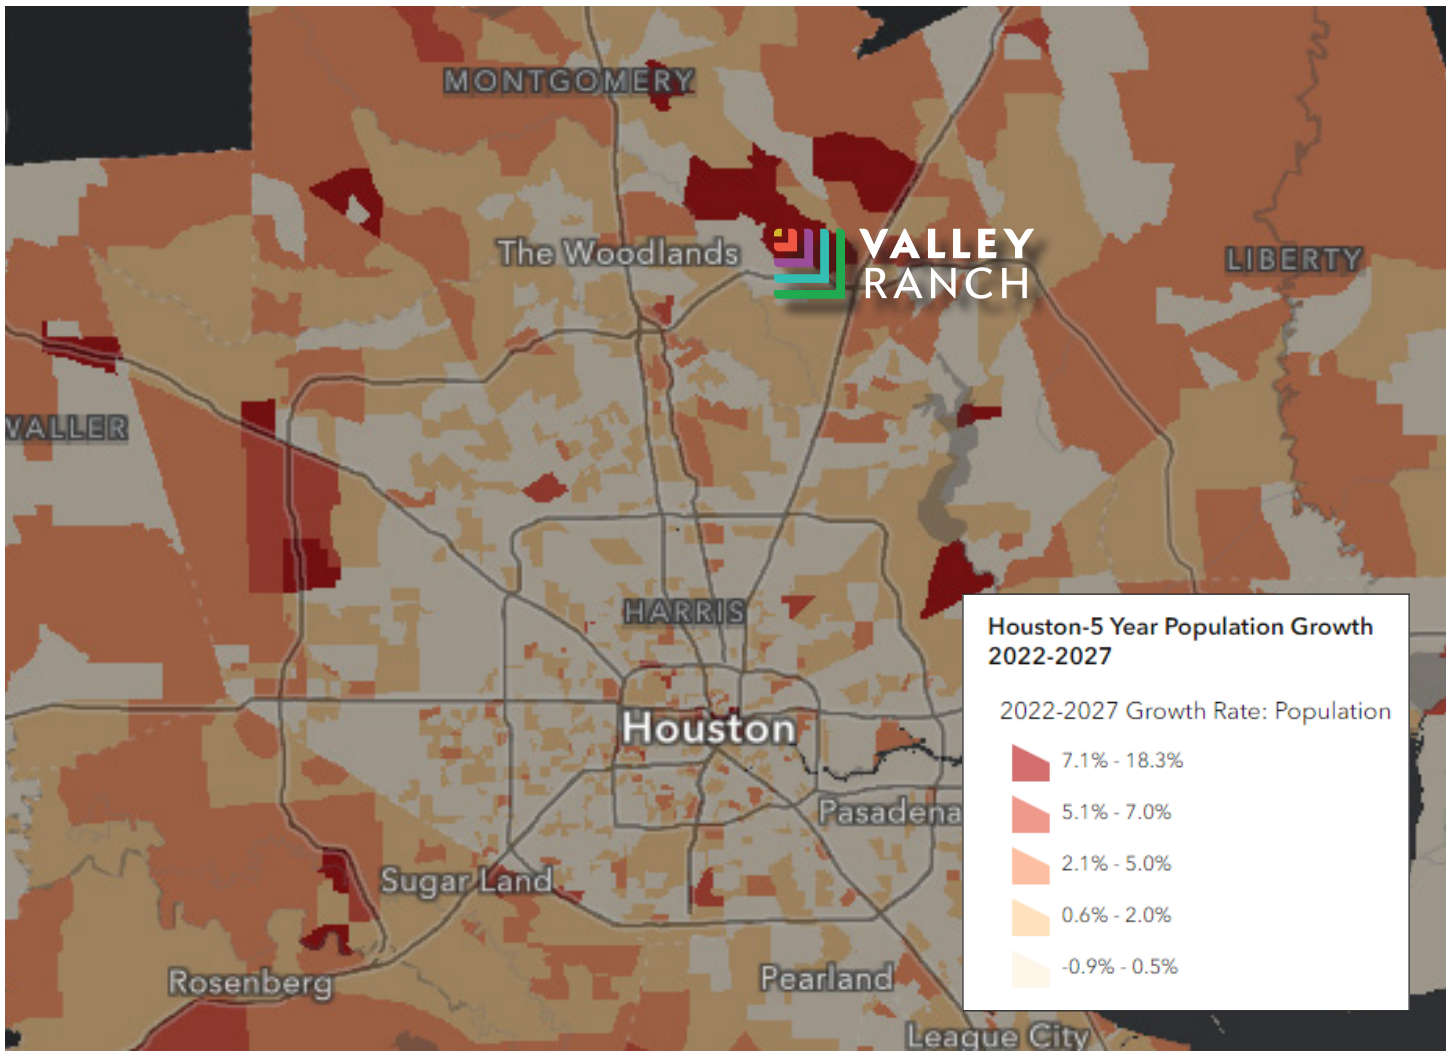 MONTGOMERY
The Woodlands
VALLEY
RANCH
LIBERTY
WALLER
HARRIS
Houston
Pasadena
Sugar Land
Rosenberg
Pearland
League City
Houston-5 Year Population Growth
2022-2027
2022-2027 Growth Rate: Population
7.1% - 18.3%
5.1% - 7.0%
2.1% - 5.0%
0.6% - 2.0%
-0.9% - 0.5%